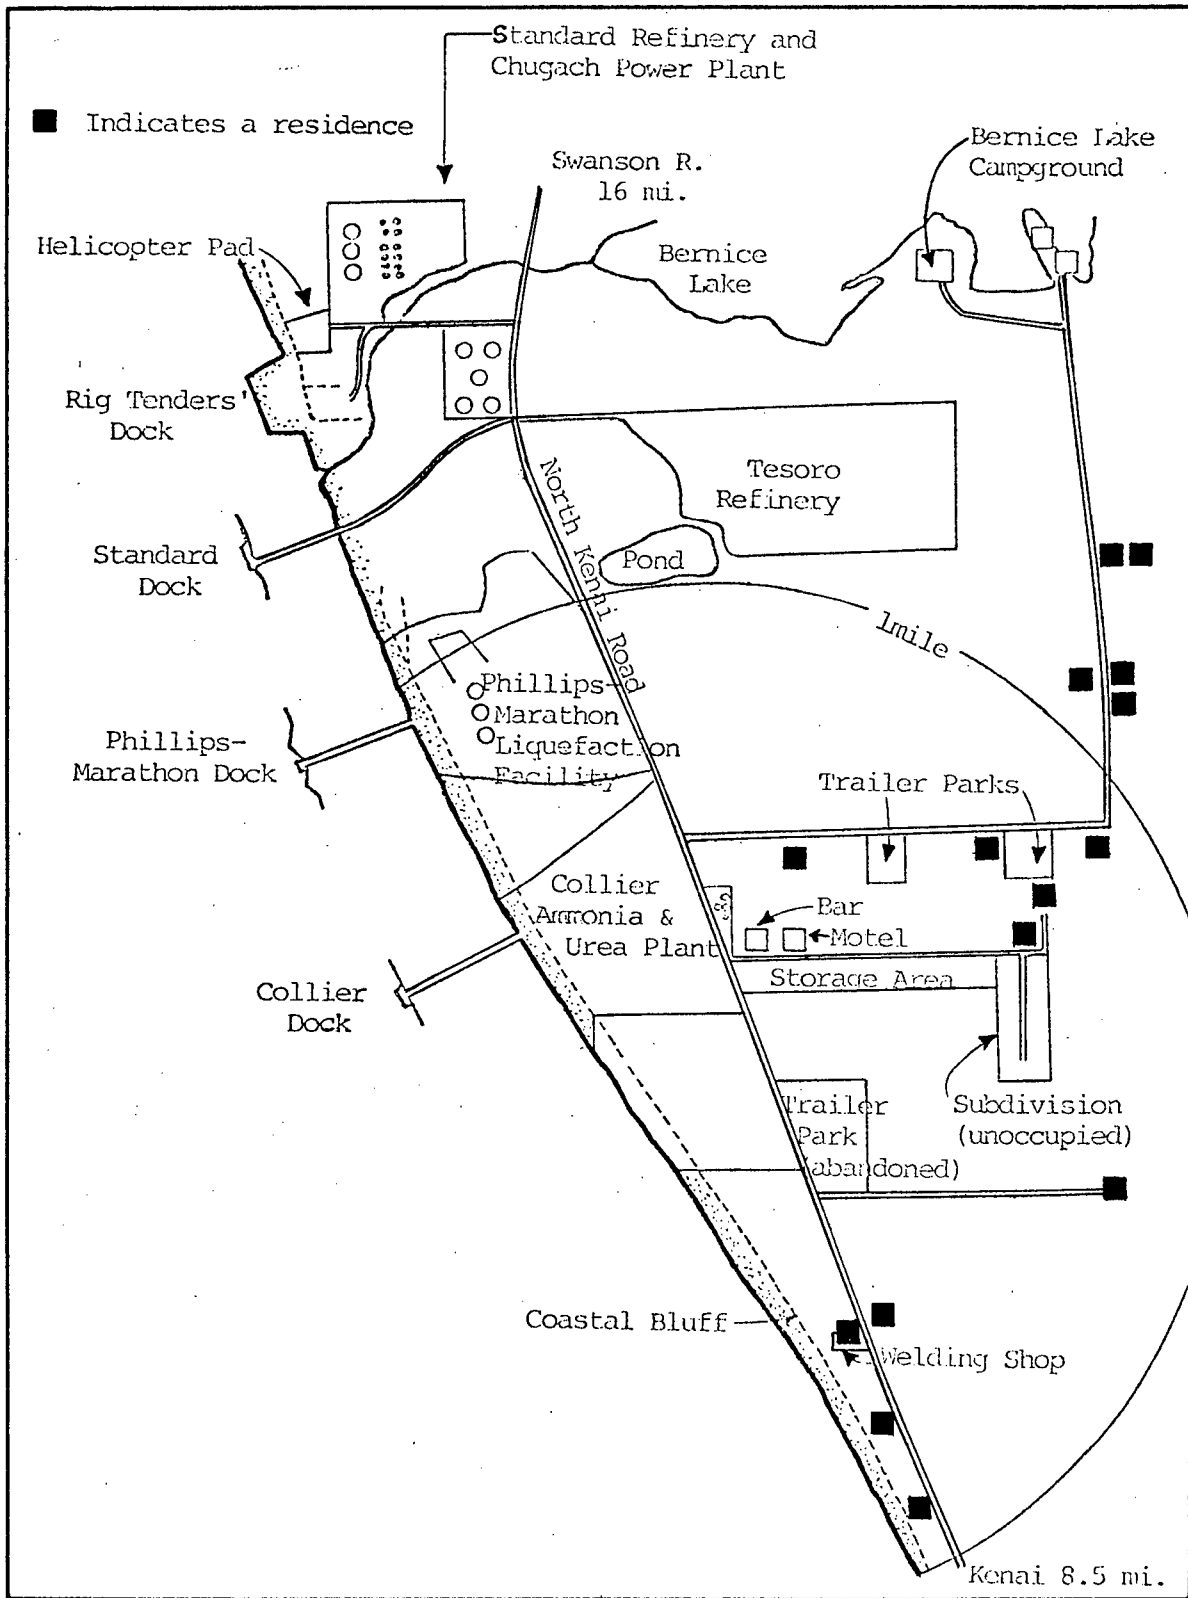 Standard Refinery and
Chugach Power Plant
Indicates a residence
Bernice Lake
Campground
Swanson R.
16 mi.
Helicopter Pad
Bernice
Lake
Rig Tenders'
Dock
Tesoro
Refinery
North Kenai Road
Standard
Dock
Pond
1mile
Phillips-
Marathon
Liquefaction
Facility
Phillips-
Marathon Dock
Trailer Parks
Collier
Ammonia &
Urea Plant
Bar
Motel
Storage Area
Collier
Dock
Trailer
Park
(abandoned)
Subdivision
(unoccupied)
Coastal Bluff
Welding Shop
Kenai 8.5 mi.